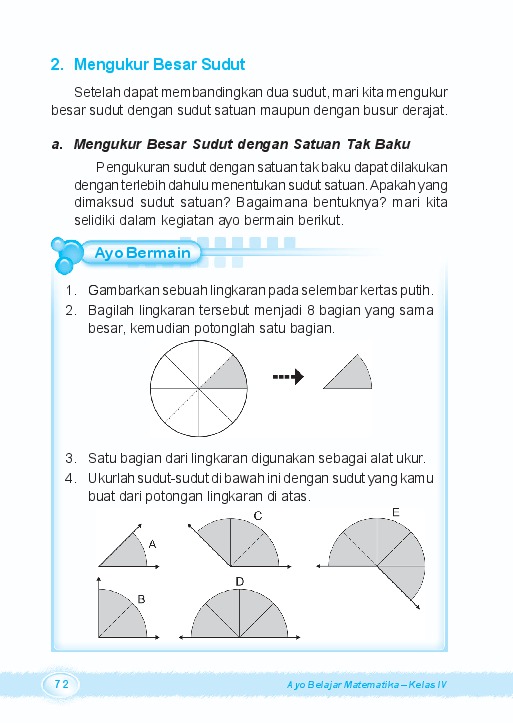 2. Mengukur Besar Sudut
Setelah dapat membandingkan dua sudut, mari kita mengukur
besar sudut dengan sudut satuan maupun dengan busur derajat.
a. Mengukur Besar Sudut dengan Satuan Tak Baku
Pengukuran sudut dengan satuan tak baku dapat dilakukan
dengan terlebih dahulu menentukan sudut satuan. Apakah yang
dimaksud sudut satuan? Bagaimana bentuknya? mari kita
selidiki dalam kegiatan ayo bermain berikut.
Ayo Bermain
1. Gambarkan sebuah lingkaran pada selembar kertas putih.
2. Bagilah lingkaran tersebut menjadi 8 bagian yang sama
besar, kemudian potonglah satu bagian.
3. Satu bagian dari lingkaran digunakan sebagai alat ukur.
4. Ukurlah sudut-sudut di bawah ini dengan sudut yang kamu
buat dari potongan lingkaran di atas.
A
C
E
B
D
72
Ayo Belajar Matematika – Kelas IV